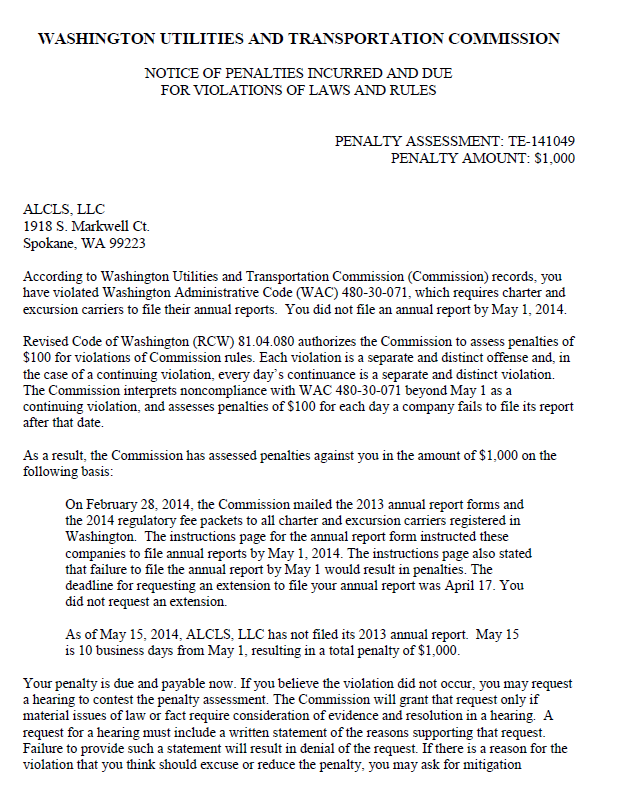 WASHINGTON UTILITIES AND TRANSPORTATION COMMISSION
NOTICE OF PENALTIES INCURRED AND DUE
FOR VIOLATIONS OF LAWS AND RULES
PENALTY ASSESSMENT: TE-141049
PENALTY AMOUNT: $1,000
ALCLS, LLC
1918 S. Markwell Ct.
Spokane, WA 99223
According to Washington Utilities and Transportation Commission (Commission) records, you
have violated Washington Administrative Code (WAC) 480-30-071, which requires charter and
excursion carriers to file their annual reports.  You did not file an annual report by May 1, 2014.
Revised Code of Washington (RCW) 81.04.080 authorizes the Commission to assess penalties of
$100 for violations of Commission rules. Each violation is a separate and distinct offense and, in
the case of a continuing violation, every day's continuance is a separate and distinct violation.
The Commission interprets noncompliance with WAC 480-30-071 beyond May 1 as a
continuing violation, and assesses penalties of $100 for each day a company fails to file its report
after that date.
As a result, the Commission has assessed penalties against you in the amount of $1,000 on the
following basis:
On February 28, 2014, the Commission mailed the 2013 annual report forms and
the 2014 regulatory fee packets to all charter and excursion carriers registered in
Washington.  The instructions page for the annual report form instructed these
companies to file annual reports by May 1, 2014. The instructions page also stated
that failure to file the annual report by May 1 would result in penalties. The
deadline for requesting an extension to file your annual report was April 17. You
did not request an extension.
As of May 15, 2014, ALCLS, LLC has not filed its 2013 annual report.  May 15
is 10 business days from May 1, resulting in a total penalty of $1,000.
Your penalty is due and payable now. If you believe the violation did not occur, you may request
a hearing to contest the penalty assessment. The Commission will grant that request only if
material issues of law or fact require consideration of evidence and resolution in a hearing.  A
request for a hearing must include a written statement of the reasons supporting that request.
Failure to provide such a statement will result in denial of the request. If there is a reason for the
violation that you think should excuse or reduce the penalty, you may ask for mitigation